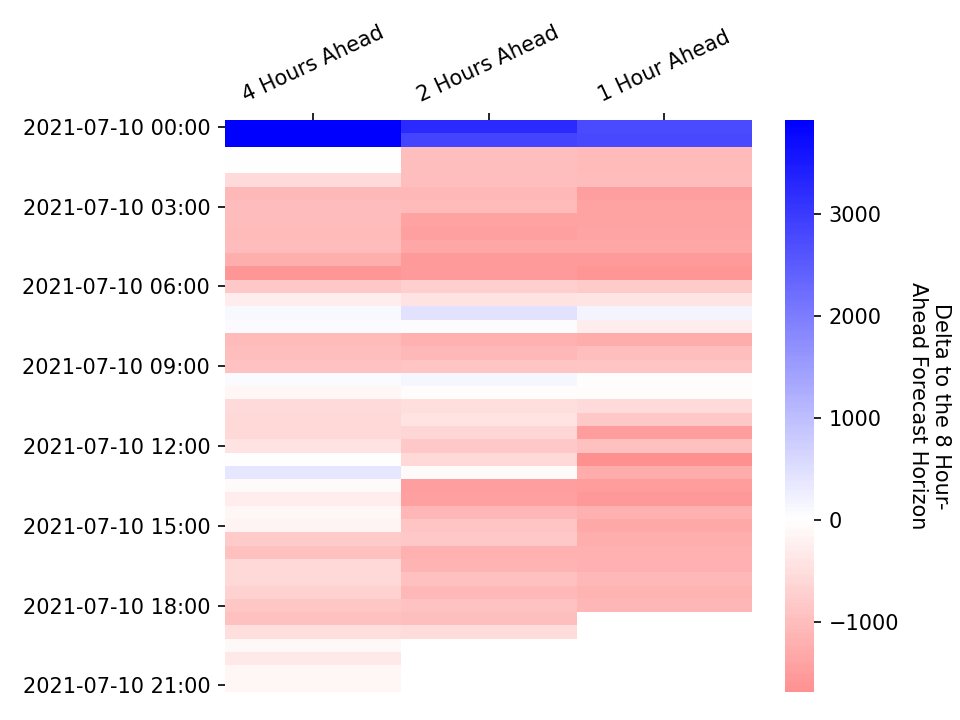 4 Hours Ahead
2 Hours Ahead
1 Hour Ahead
2021-07-10 00:00
2021-07-10 03:00
2021-07-10 06:00
2021-07-10 09:00
2021-07-10 12:00
2021-07-10 15:00
2021-07-10 18:00
2021-07-10 21:00
3000
2000
1000
0
−1000
Delta to the 8 Hour-
Ahead Forecast Horizon